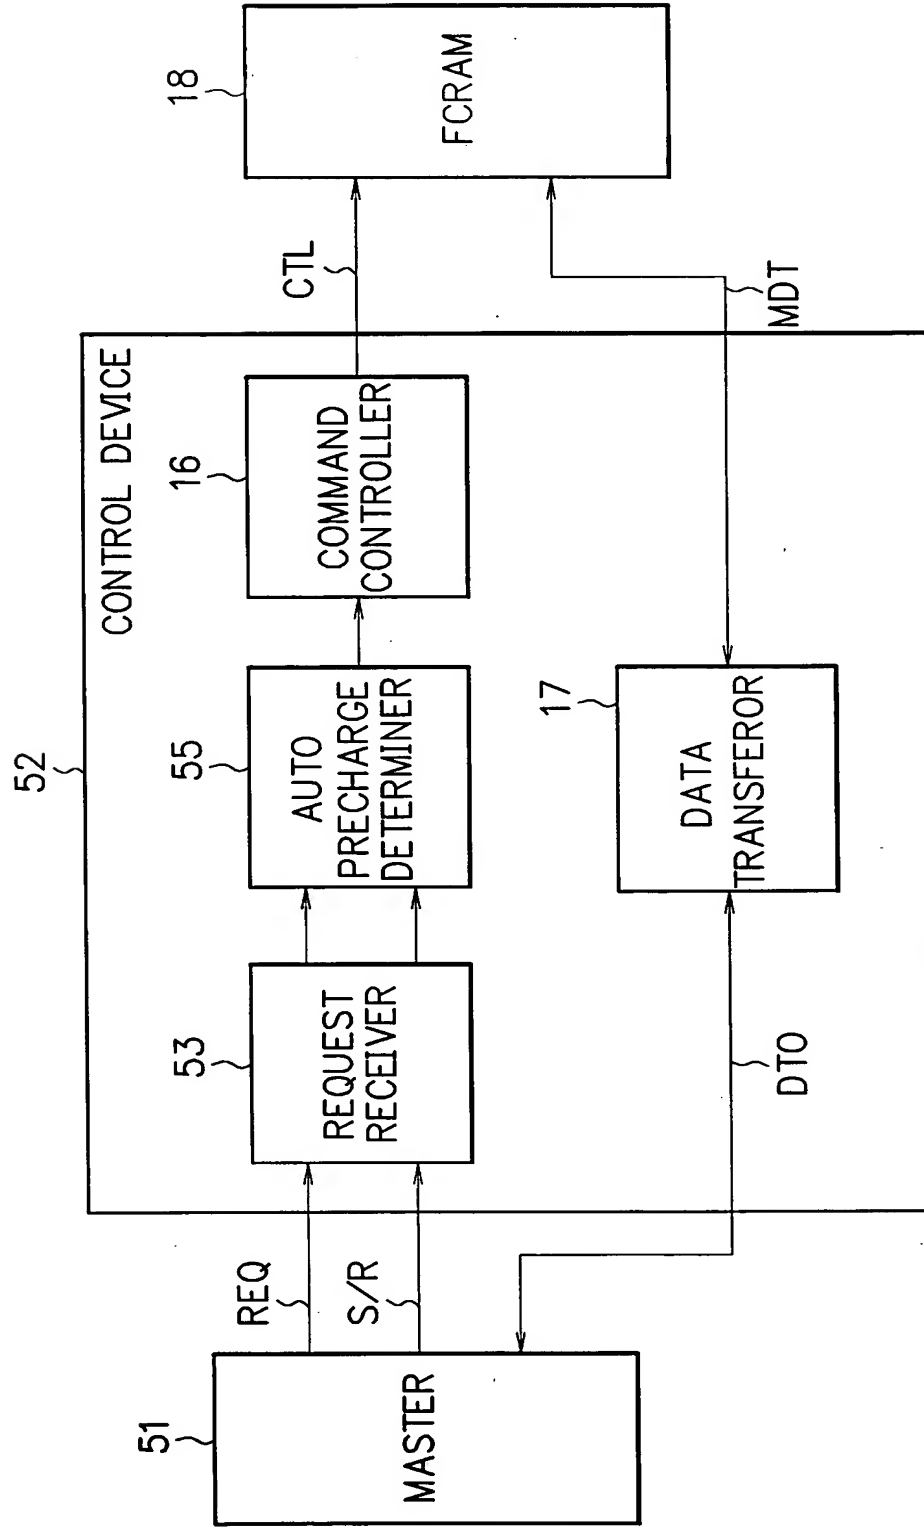 52
CONTROL DEVICE
51
MASTER
REQ
S/R
53
REQUEST
RECEIVER
55
AUTO
PRECHARGE
DETERMINER
16
COMMAND
CONTROLLER
CTL
18
FCRAM
17
DATA
TRANSFEROR
DTO
MDT